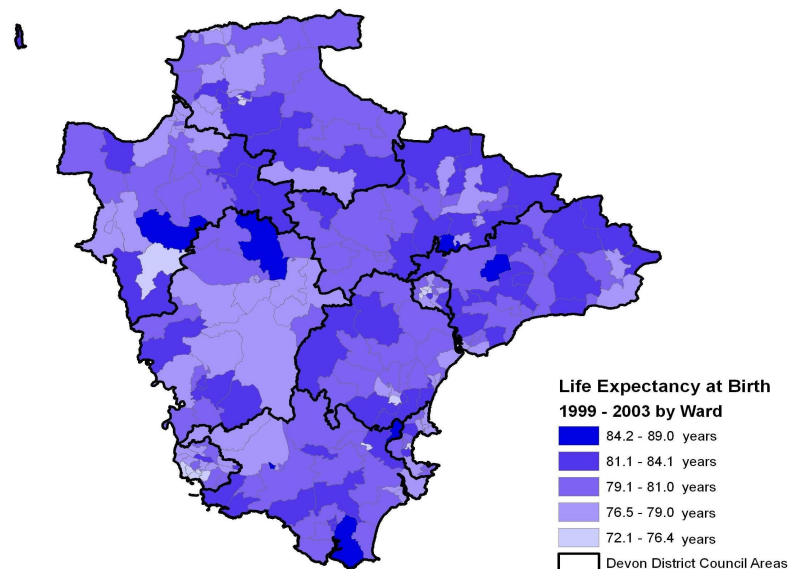 Life Expectancy at Birth
1999 - 2003 by Ward
84.2 - 89.0 years
81.1 - 84.1 years
79.1 - 81.0 years
76.5 - 79.0 years
72.1 - 76.4 years
Devon District Council Areas